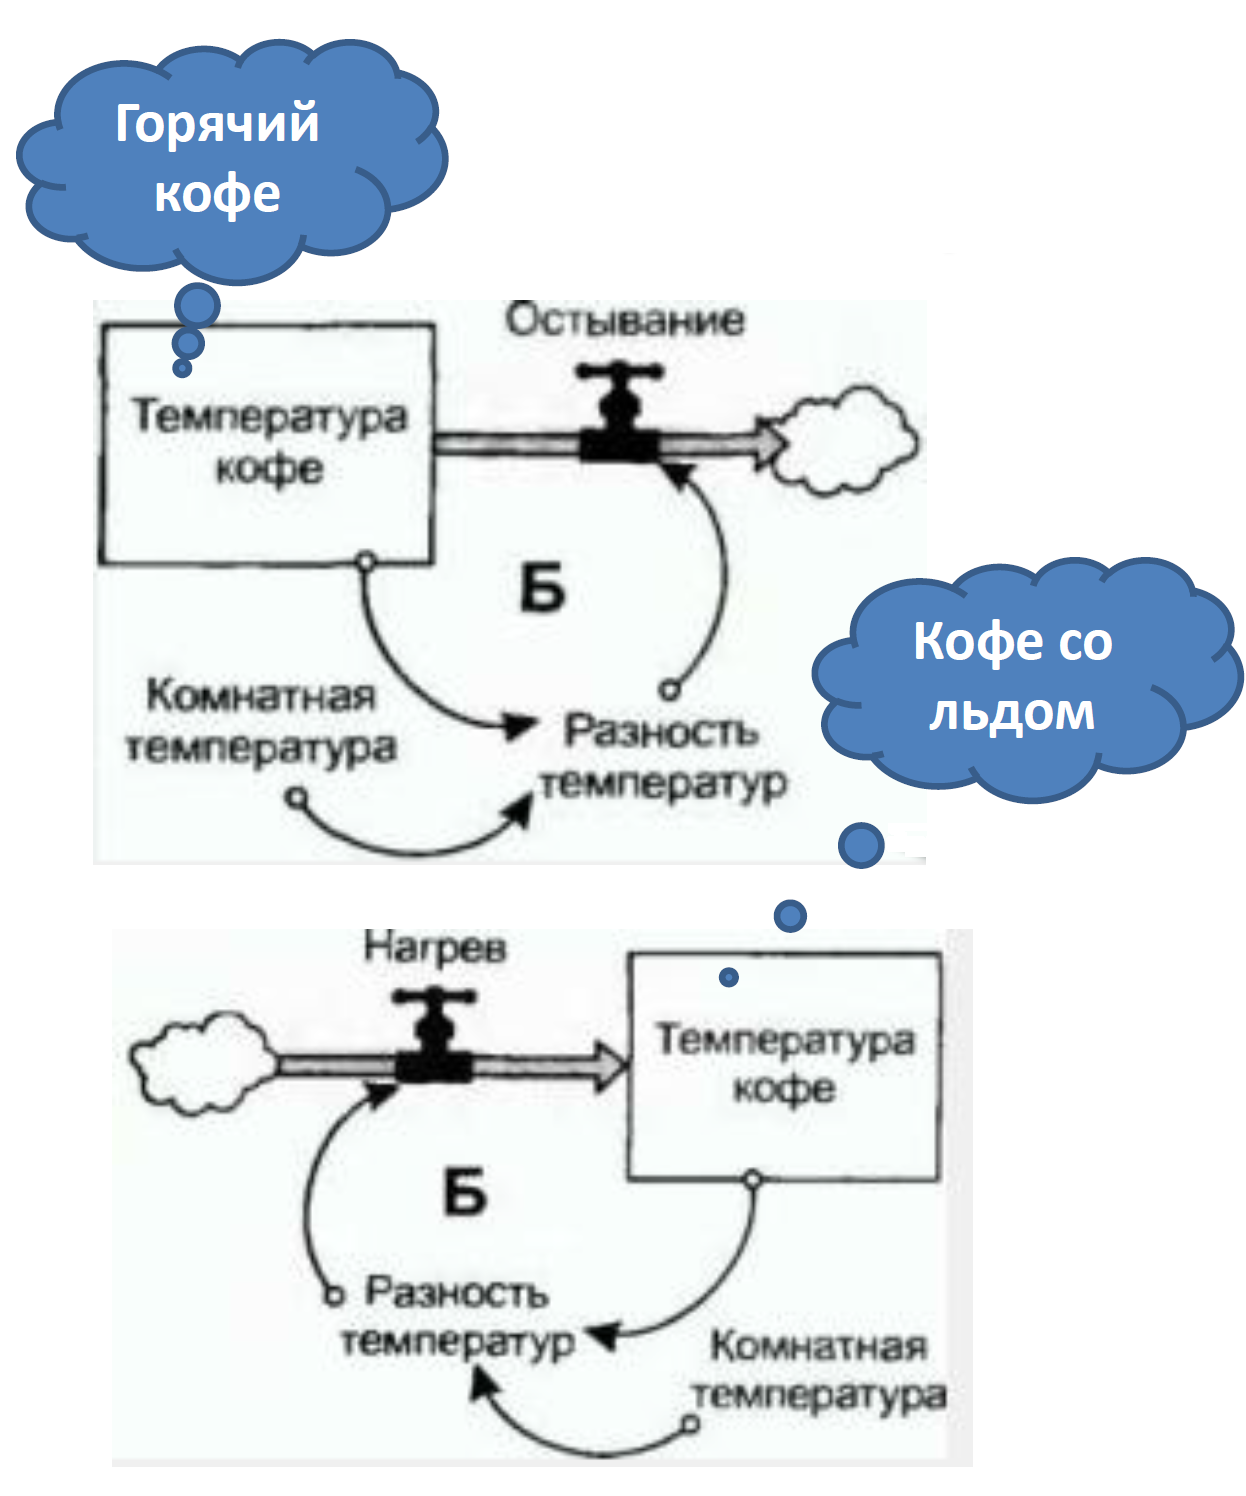 Горячий
кофе
Остывание
Температура
кофе
Б
Комнатная
температура
Разность
температур
Кофе со
льдом
Нагрев
Температура
кофе
Б
Разность
температур
Комнатная
температура